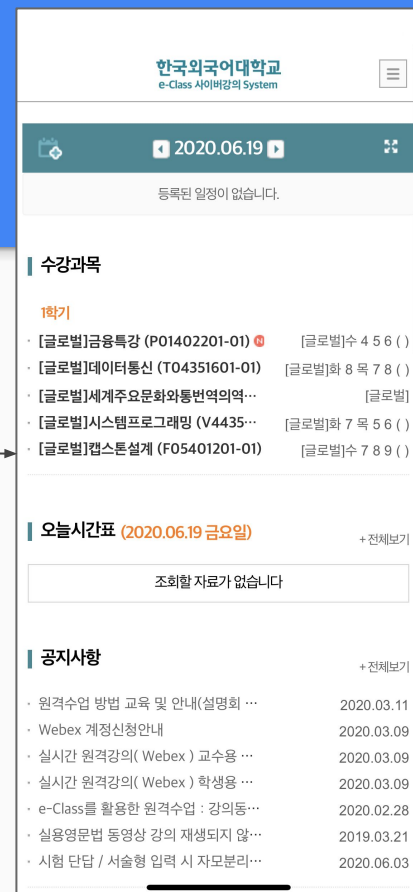 한국외국어대학교
e-Class 사이버강의 System
2020.06.19
등록된 일정이 없습니다.
수강과목
1학기
· [글로벌]금융특강 (P01402201-01) N [글로벌]수 4 5 6 ( )
· [글로벌]데이터통신 (T04351601-01) [글로벌]화 8 목 7 8 ( )
· [글로벌]세계주요문화와통번역의역… [글로벌]
· [글로벌]시스템프로그래밍 (V4435… [글로벌]화 7 목 5 6 ( )
· [글로벌]캡스톤설계 (F05401201-01) [글로벌]수 7 8 9 ( )
오늘시간표 (2020.06.19 금요일) +전체보기
조회할 자료가 없습니다
공지사항 +전체보기
· 원격수업 방법 교육 및 안내(설명회 … 2020.03.11
· Webex 계정신청안내 2020.03.09
· 실시간 원격강의( Webex ) 교수용 … 2020.03.09
· 실시간 원격강의( Webex ) 학생용 … 2020.03.09
· e-Class를 활용한 원격수업 : 강의동… 2020.02.28
· 실용영문법 동영상 강의 재생되지 않… 2019.03.21
· 시험 단답 / 서술형 입력 시 자모분리… 2020.06.03